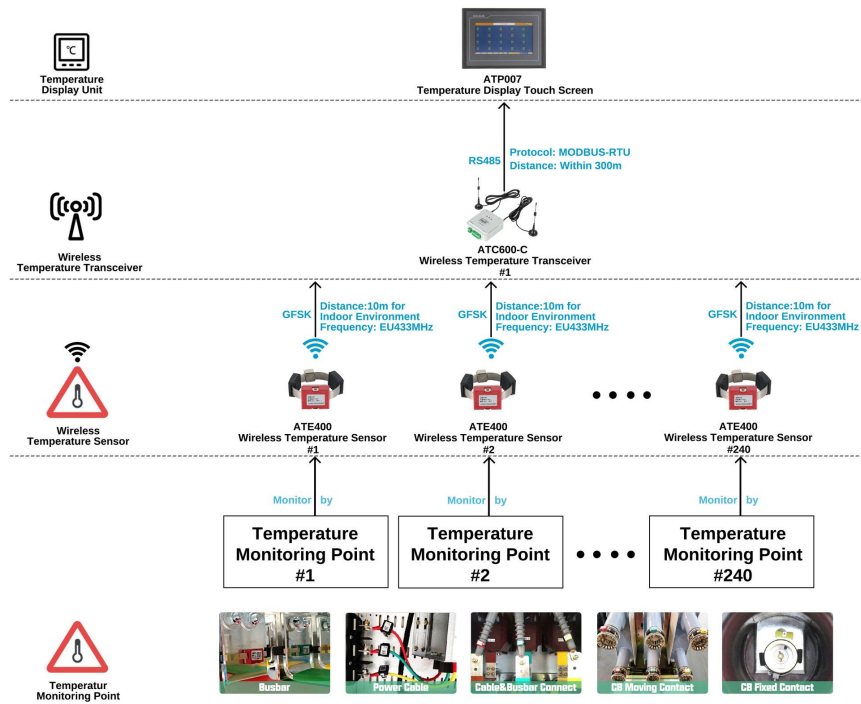 °C
Temperature
Display Unit
ATP007
Temperature Display Touch Screen
RS485
Protocol: MODBUS-RTU
Distance: Within 300m
Wireless
Temperature Transceiver
ATC600-C
Wireless Temperature Transceiver
#1
GFSK
Distance:10m for
Indoor Environment
Frequency: EU433MHz
GFSK
Distance:10m for
Indoor Environment
Frequency: EU433MHz
GFSK
Distance:10m for
Indoor Environment
Frequency: EU433MHz
Wireless
Temperature Sensor
ATE400
Wireless Temperature Sensor
#1
ATE400
Wireless Temperature Sensor
#2
ATE400
Wireless Temperature Sensor
#240
Monitor by
Monitor by
Monitor by
Temperature
Monitoring Point
#1
Temperature
Monitoring Point
#2
Temperature
Monitoring Point
#240
Temperatur
Monitoring Point
Busbar
Power Cable
Cable&Busbar Connect
CB Moving Contact
CB Fixed Contact